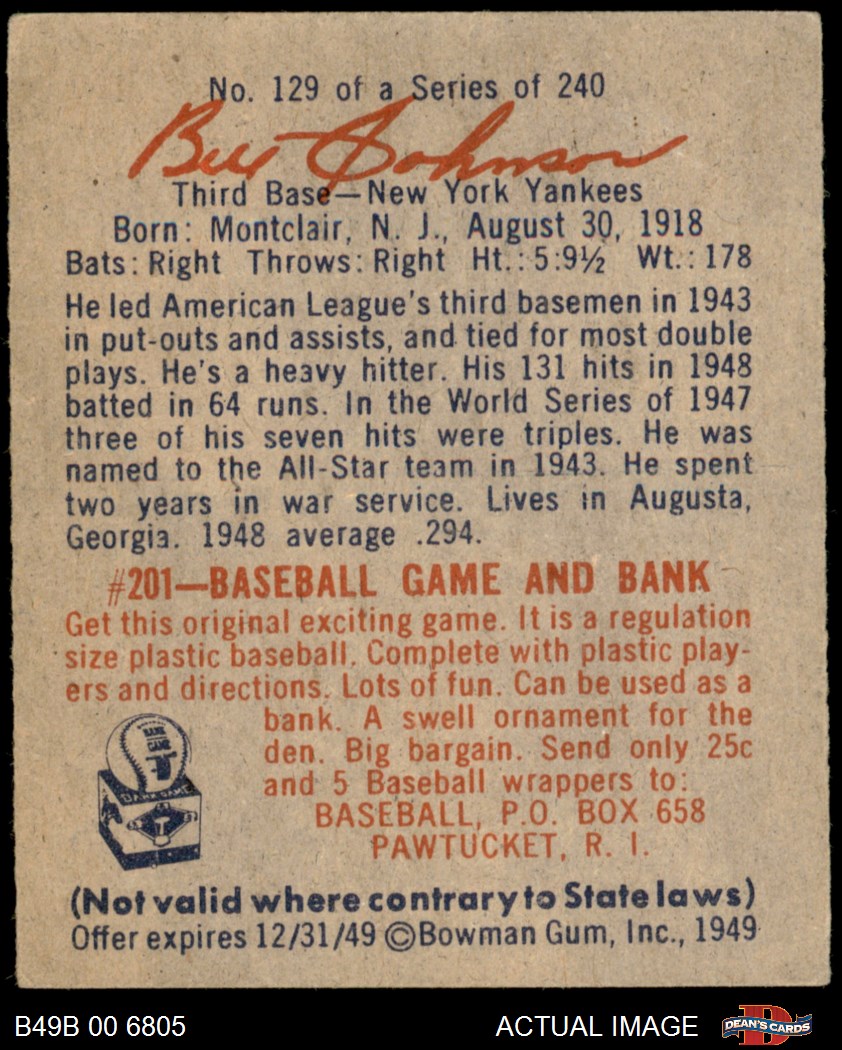 No. 129 of a Series of 240
Bill Johnson
Third Base—New York Yankees
Born: Montclair, N. J., August 30, 1918
Bats: Right Throws: Right Ht.: 5:9½ Wt.: 178
He led American League's third basemen in 1943
in put-outs and assists, and tied for most double
plays. He's a heavy hitter. His 131 hits in 1948
batted in 64 runs. In the World Series of 1947
three of his seven hits were triples. He was
named to the All-Star team in 1943. He spent
two years in war service. Lives in Augusta,
Georgia. 1948 average .294.
#201—BASEBALL GAME AND BANK
Get this original exciting game. It is a regulation
size plastic baseball. Complete with plastic play-
ers and directions. Lots of fun. Can be used as a
bank. A swell ornament for the
den. Big bargain. Send only 25c
and 5 Baseball wrappers to:
BASEBALL, P.O. BOX 658
PAWTUCKET, R. I.
BANK
GAME
BANK GAME
(Not valid where contrary to State laws)
Offer expires 12/31/49 ©Bowman Gum, Inc., 1949
B49B 00 6805
ACTUAL IMAGE
D
DEAN'S CARDS